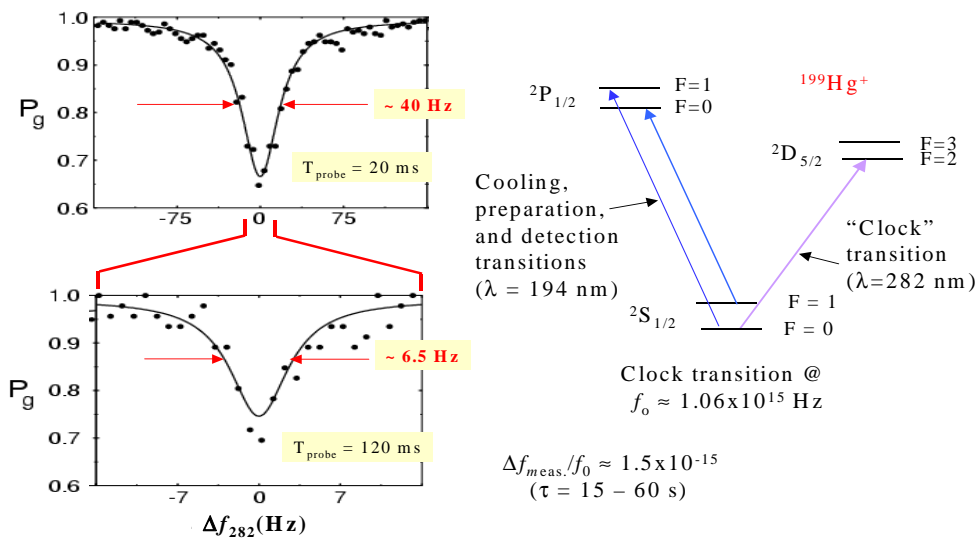 1.0
0.9
0.8
0.7
0.6
P_g
~ 40 Hz
T_probe = 20 ms
-75 0 75
1.0
0.9
0.8
0.7
0.6
P_g
~ 6.5 Hz
T_probe = 120 ms
-7 0 7
Δf_282(Hz)
¹⁹⁹Hg⁺
²P_1/2
F=1
F=0
²D_5/2
F=3
F=2
Cooling,
preparation,
and detection
transitions
(λ = 194 nm)
“Clock”
transition
(λ=282 nm)
²S_1/2
F = 1
F = 0
Clock transition @
f_o ≈ 1.06x10¹⁵ Hz
Δf_meas./f_0 ≈ 1.5x10⁻¹⁵
(τ = 15 – 60 s)